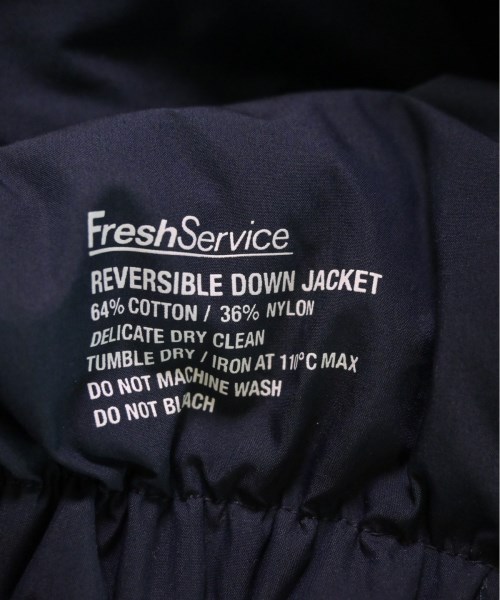 FreshService
REVERSIBLE DOWN JACKET
64% COTTON / 36% NYLON
DELICATE DRY CLEAN
TUMBLE DRY / IRON AT 110°C MAX
DO NOT MACHINE WASH
DO NOT BLEACH